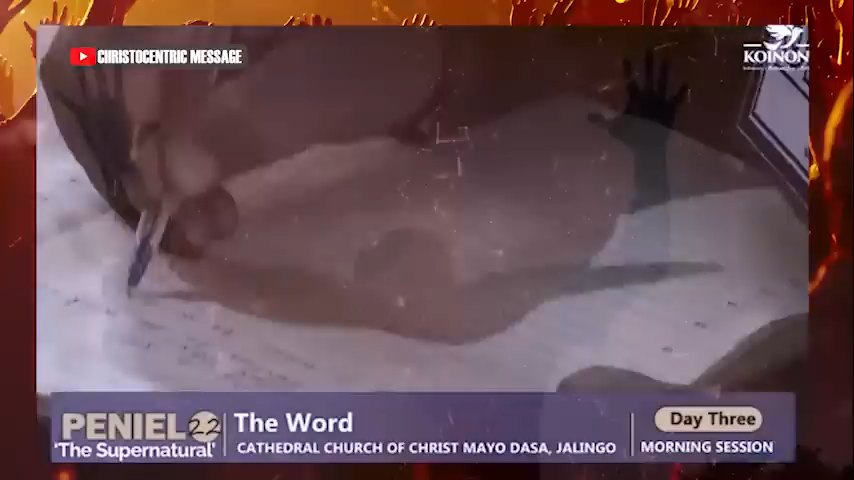 CHRISTOCENTRIC MESSAGE
KOINON
PENIEL 22
'The Supernatural'
The Word
CATHEDRAL CHURCH OF CHRIST MAYO DASA, JALINGO
Day Three
MORNING SESSION